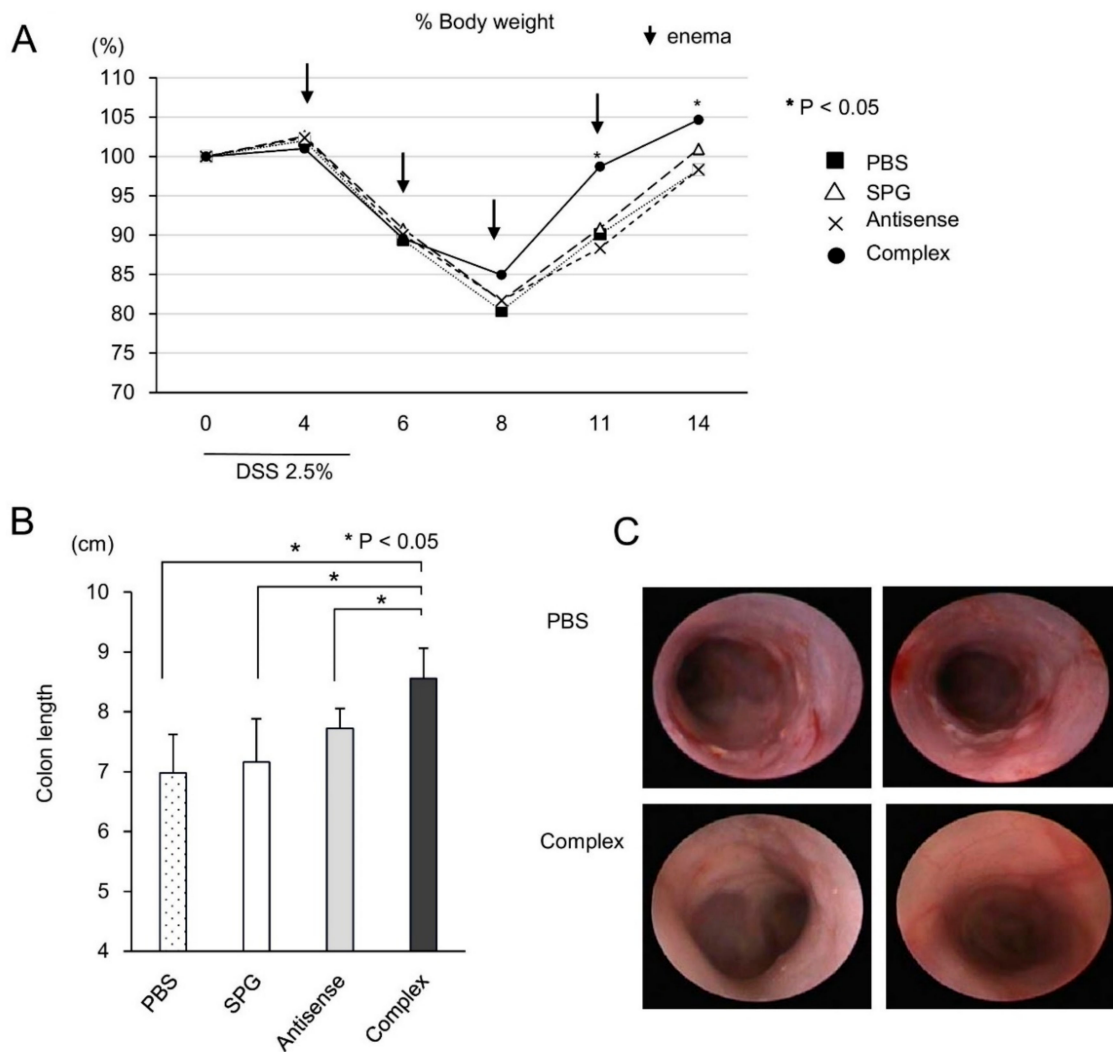 A
% Body weight
(%)
enema
110
105
100
95
90
85
80
75
70
* P < 0.05
PBS
SPG
Antisense
Complex
* *
0 4 6 8 11 14
DSS 2.5%
B
(cm)
* P < 0.05
*
*
*
10
9
8
7
6
5
4
Colon length
PBS SPG Antisense Complex
C
PBS
Complex